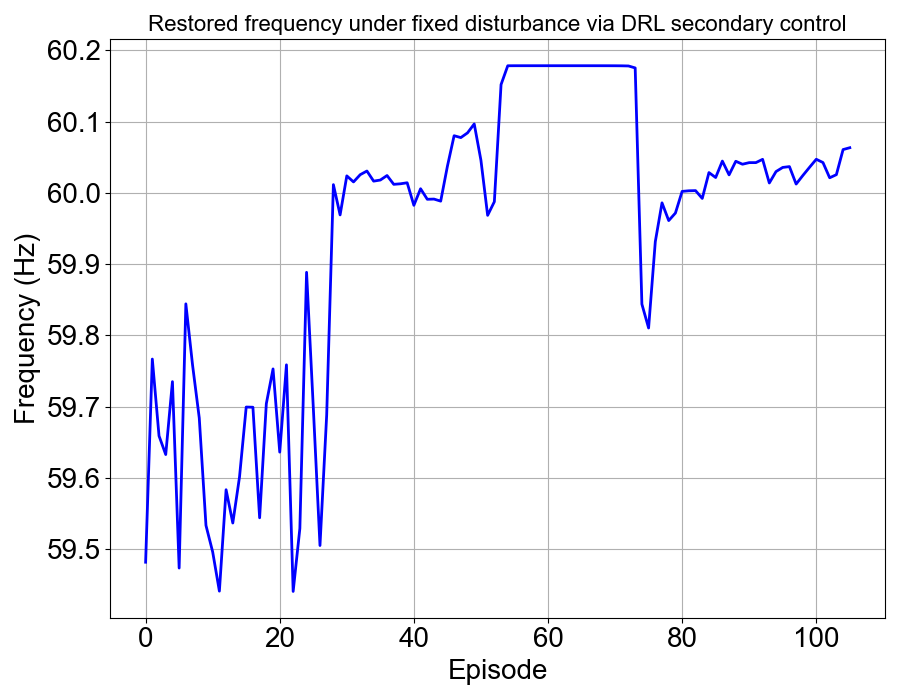 Restored frequency under fixed disturbance via DRL secondary control
60.2
60.1
60.0
59.9
59.8
59.7
59.6
59.5
Frequency (Hz)
0 20 40 60 80 100
Episode